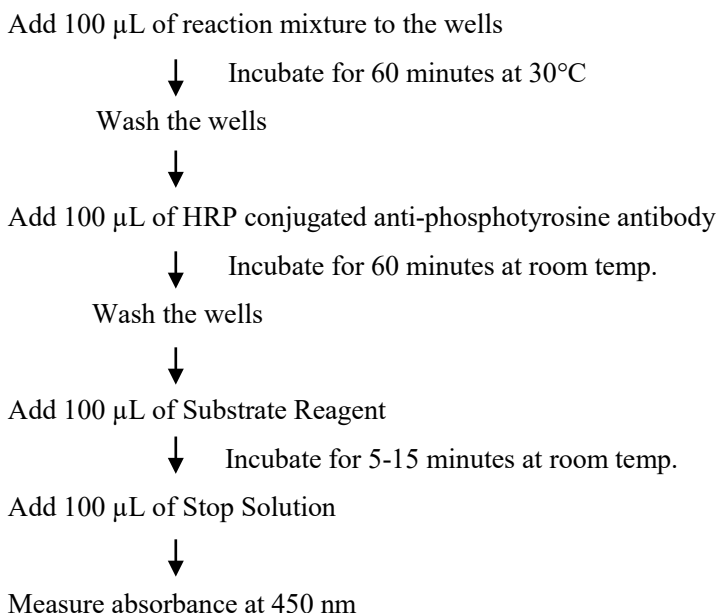 Add 100 µL of reaction mixture to the wells
Incubate for 60 minutes at 30°C
Wash the wells
Add 100 µL of HRP conjugated anti-phosphotyrosine antibody
Incubate for 60 minutes at room temp.
Wash the wells
Add 100 µL of Substrate Reagent
Incubate for 5-15 minutes at room temp.
Add 100 µL of Stop Solution
Measure absorbance at 450 nm